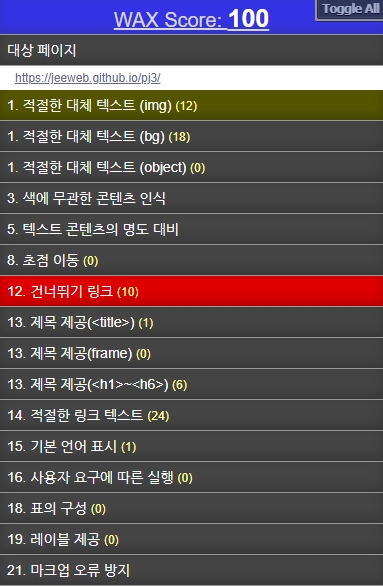 WAX Score: 100
Toggle All
대상 페이지
https://jeeweb.github.io/pj3/
1. 적절한 대체 텍스트 (img) (12)
1. 적절한 대체 텍스트 (bg) (18)
1. 적절한 대체 텍스트 (object) (0)
3. 색에 무관한 콘텐츠 인식
5. 텍스트 콘텐츠의 명도 대비
8. 초점 이동 (0)
12. 건너뛰기 링크 (10)
13. 제목 제공(<title>) (1)
13. 제목 제공(frame) (0)
13. 제목 제공(<h1>~<h6>) (6)
14. 적절한 링크 텍스트 (24)
15. 기본 언어 표시 (1)
16. 사용자 요구에 따른 실행 (0)
18. 표의 구성 (0)
19. 레이블 제공 (0)
21. 마크업 오류 방지